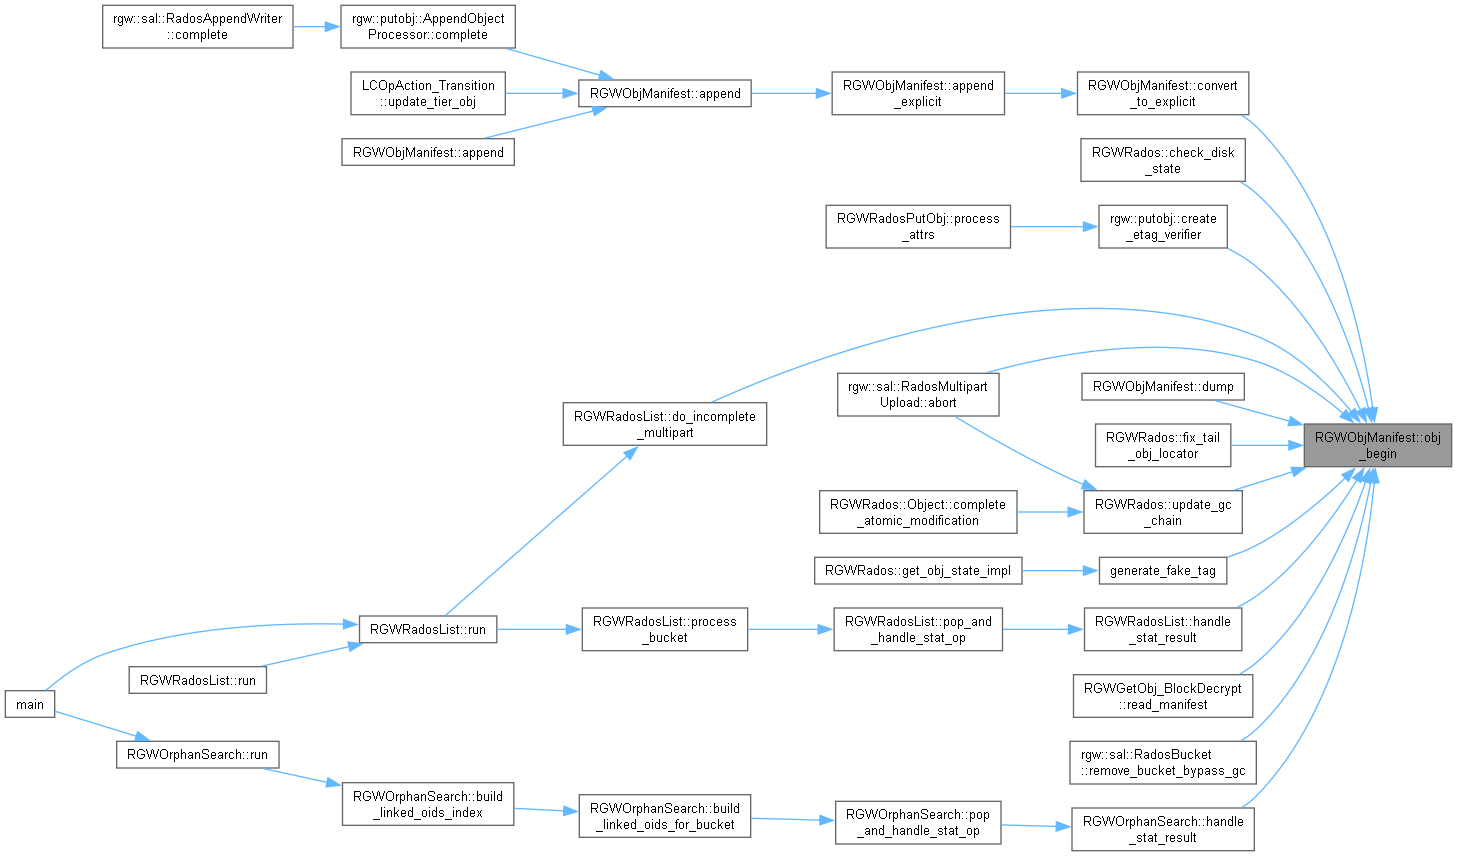 rgw::sal::RadosAppendWriter
::complete
rgw::putobj::AppendObject
Processor::complete
LCOpAction_Transition
::update_tier_obj
RGWObjManifest::append
RGWObjManifest::append
RGWObjManifest::append
_explicit
RGWObjManifest::convert
_to_explicit
RGWRados::check_disk
_state
RGWRadosPutObj::process
_attrs
rgw::putobj::create
_etag_verifier
rgw::sal::RadosMultipart
Upload::abort
RGWObjManifest::dump
RGWRadosList::do_incomplete
_multipart
RGWRados::fix_tail
_obj_locator
RGWObjManifest::obj
_begin
RGWRados::Object::complete
_atomic_modification
RGWRados::update_gc
_chain
RGWRados::get_obj_state_impl
generate_fake_tag
RGWRadosList::run
RGWRadosList::process
_bucket
RGWRadosList::pop_and
_handle_stat_op
RGWRadosList::handle
_stat_result
RGWRadosList::run
main
RGWGetObj_BlockDecrypt
::read_manifest
RGWOrphanSearch::run
rgw::sal::RadosBucket
::remove_bucket_bypass_gc
RGWOrphanSearch::build
_linked_oids_index
RGWOrphanSearch::build
_linked_oids_for_bucket
RGWOrphanSearch::pop
_and_handle_stat_op
RGWOrphanSearch::handle
_stat_result